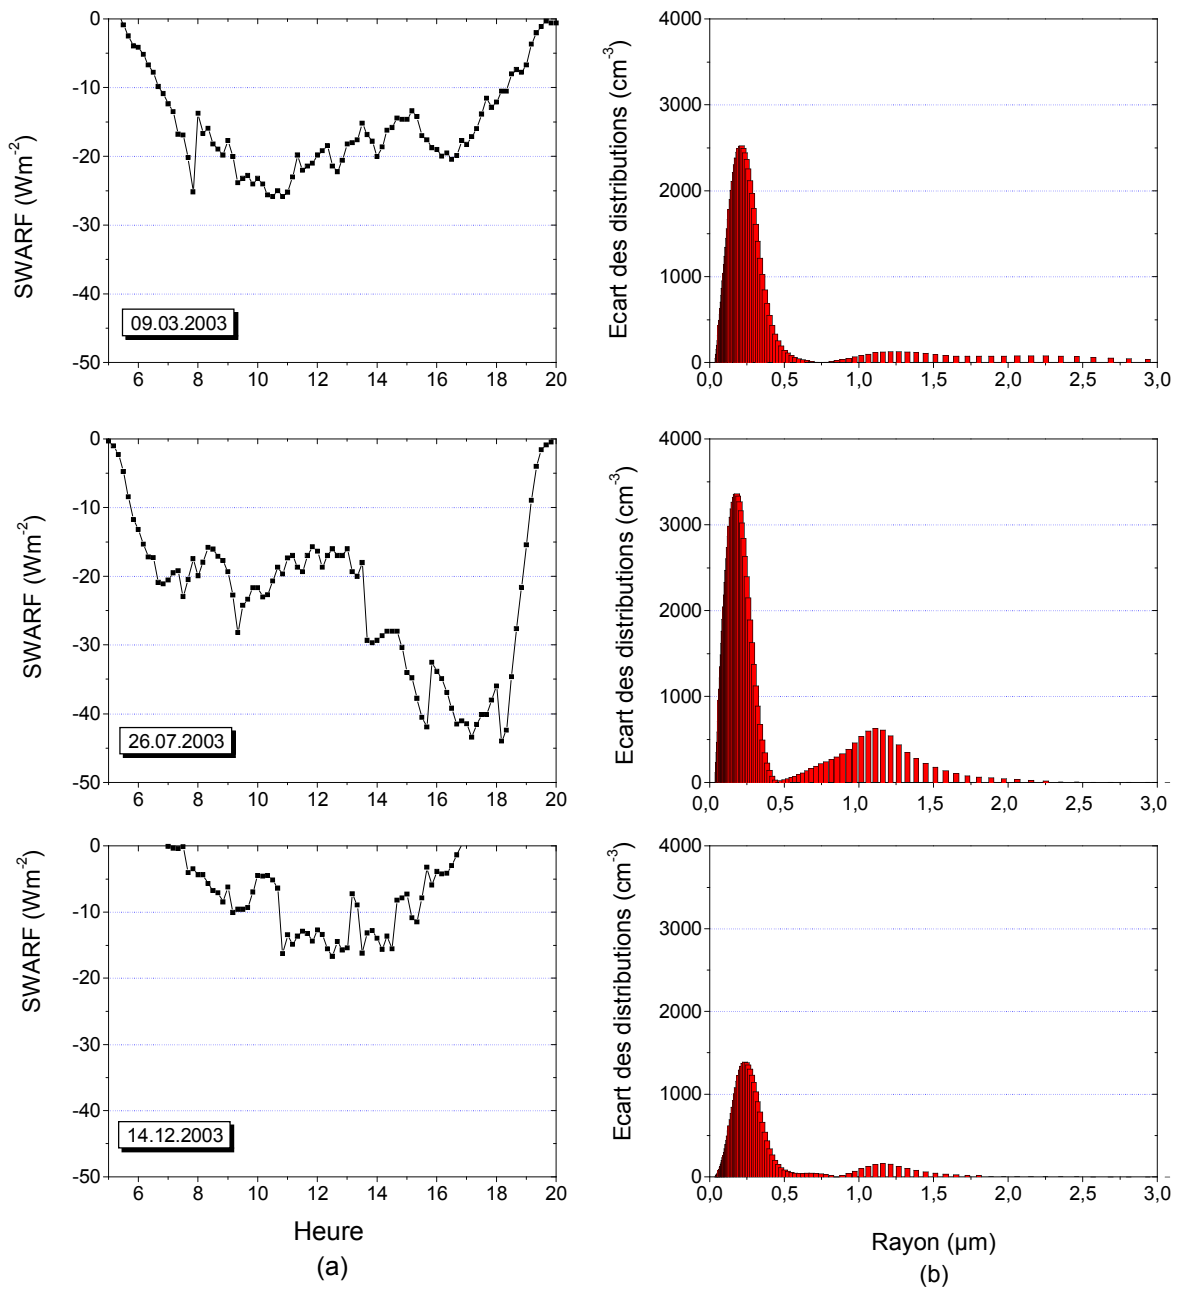 0
-10
-20
-30
-40
-50
SWARF (Wm-2)
09.03.2003
6 8 10 12 14 16 18 20
4000
3000
2000
1000
0
Ecart des distributions (cm-3)
0,0 0,5 1,0 1,5 2,0 2,5 3,0
0
-10
-20
-30
-40
-50
SWARF (Wm-2)
26.07.2003
6 8 10 12 14 16 18 20
4000
3000
2000
1000
0
Ecart des distributions (cm-3)
0,0 0,5 1,0 1,5 2,0 2,5 3,0
0
-10
-20
-30
-40
-50
SWARF (Wm-2)
14.12.2003
6 8 10 12 14 16 18 20
Heure
(a)
4000
3000
2000
1000
0
Ecart des distributions (cm-3)
0,0 0,5 1,0 1,5 2,0 2,5 3,0
Rayon (µm)
(b)